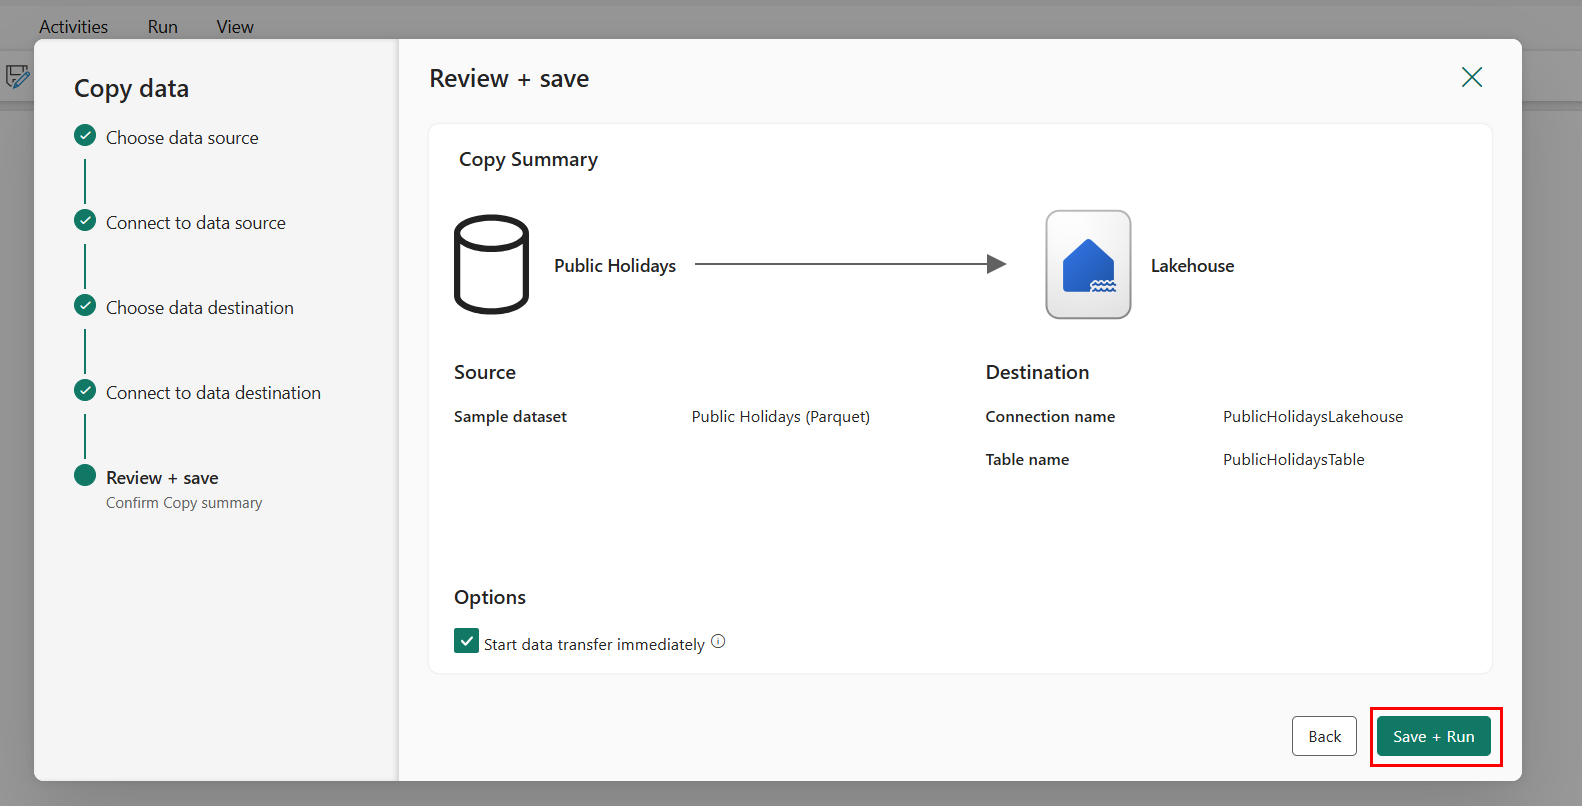 Activities Run View
Copy data
Choose data source
Connect to data source
Choose data destination
Connect to data destination
Review + save
Confirm Copy summary
Review + save
Copy Summary
Public Holidays
Lakehouse
Source
Sample dataset Public Holidays (Parquet)
Destination
Connection name PublicHolidaysLakehouse
Table name PublicHolidaysTable
Options
Start data transfer immediately
Back Save + Run